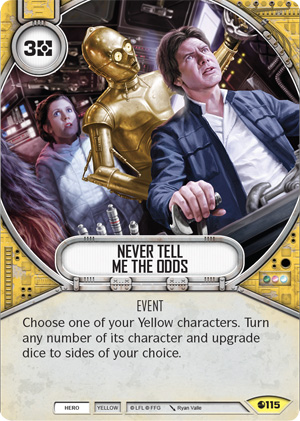 3
NEVER TELL
ME THE ODDS
EVENT
Choose one of your Yellow characters. Turn
any number of its character and upgrade
dice to sides of your choice.
HERO
YELLOW
© LFL © FFG
Ryan Valle
115